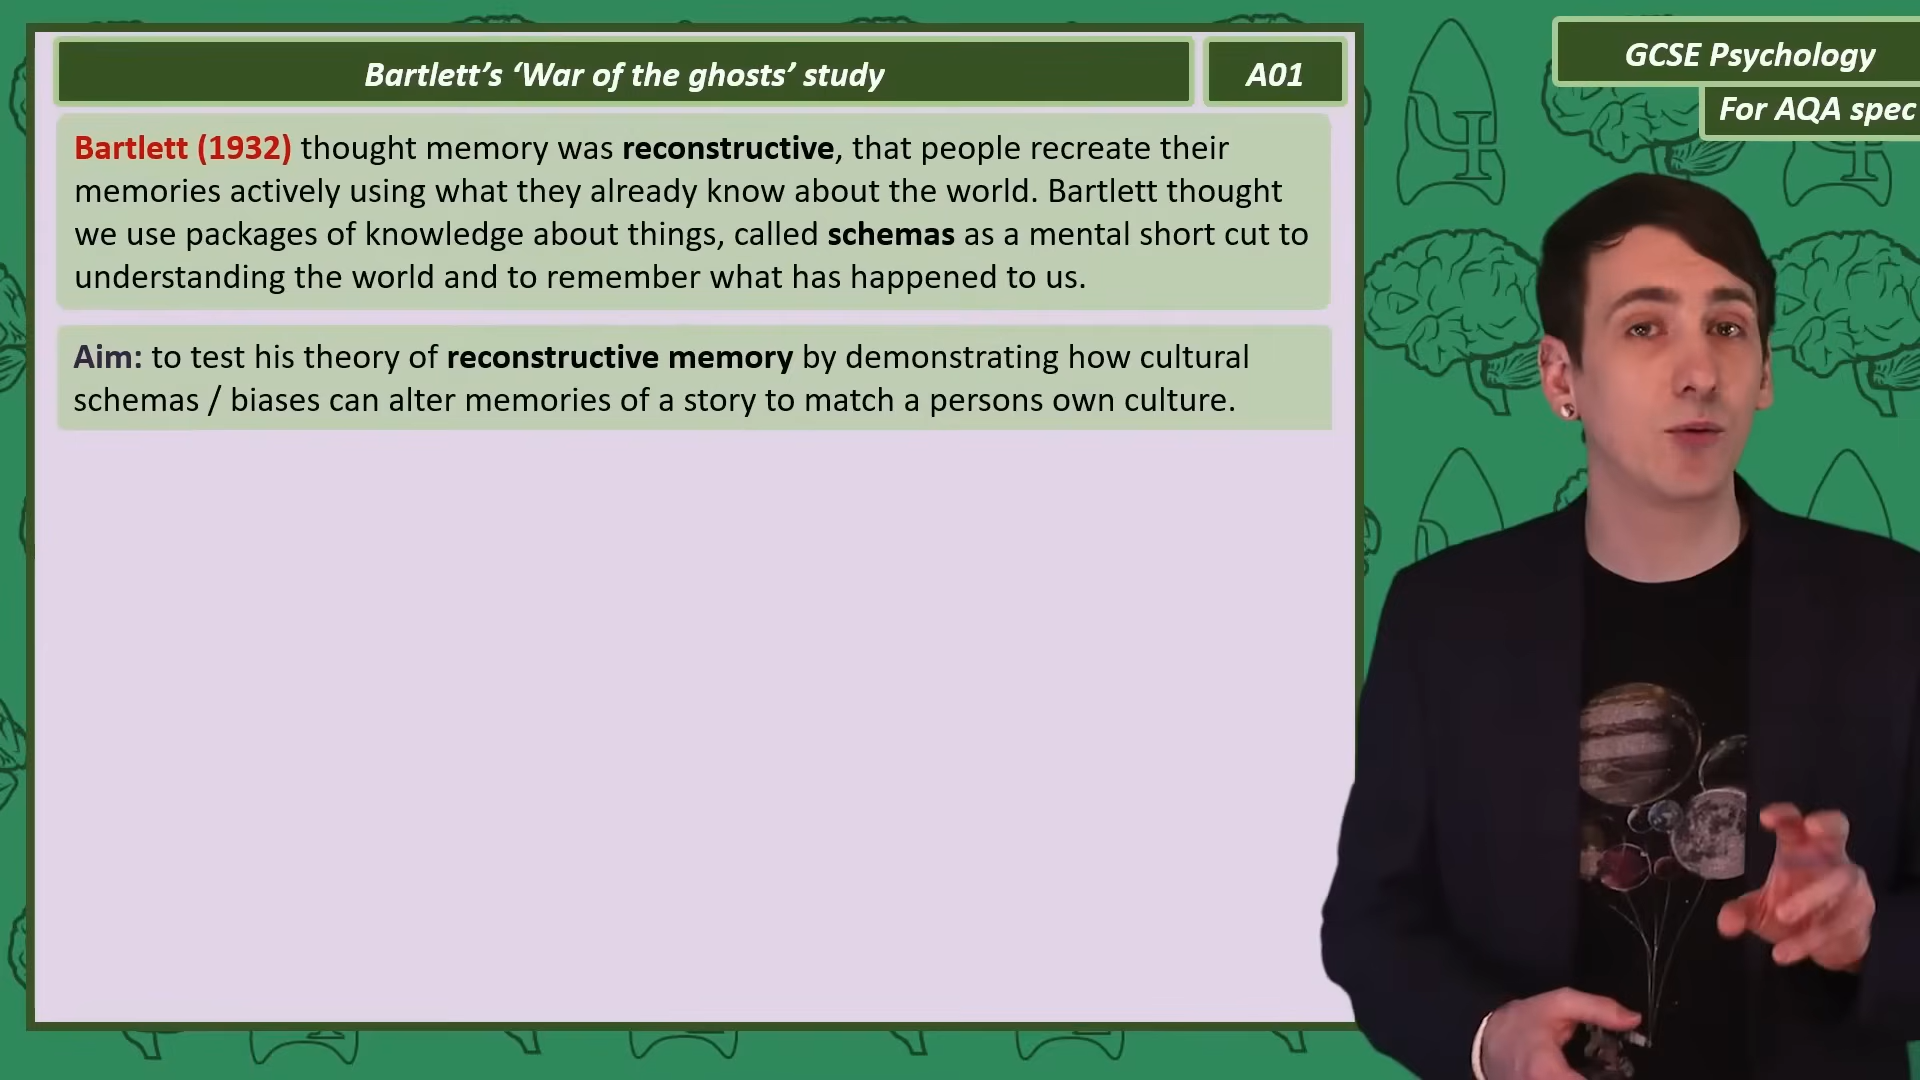 Bartlett's ‘War of the ghosts’ study
A01
GCSE Psychology
For AQA spec
Bartlett (1932) thought memory was reconstructive, that people recreate their
memories actively using what they already know about the world. Bartlett thought
we use packages of knowledge about things, called schemas as a mental short cut to
understanding the world and to remember what has happened to us.
Aim: to test his theory of reconstructive memory by demonstrating how cultural
schemas / biases can alter memories of a story to match a persons own culture.